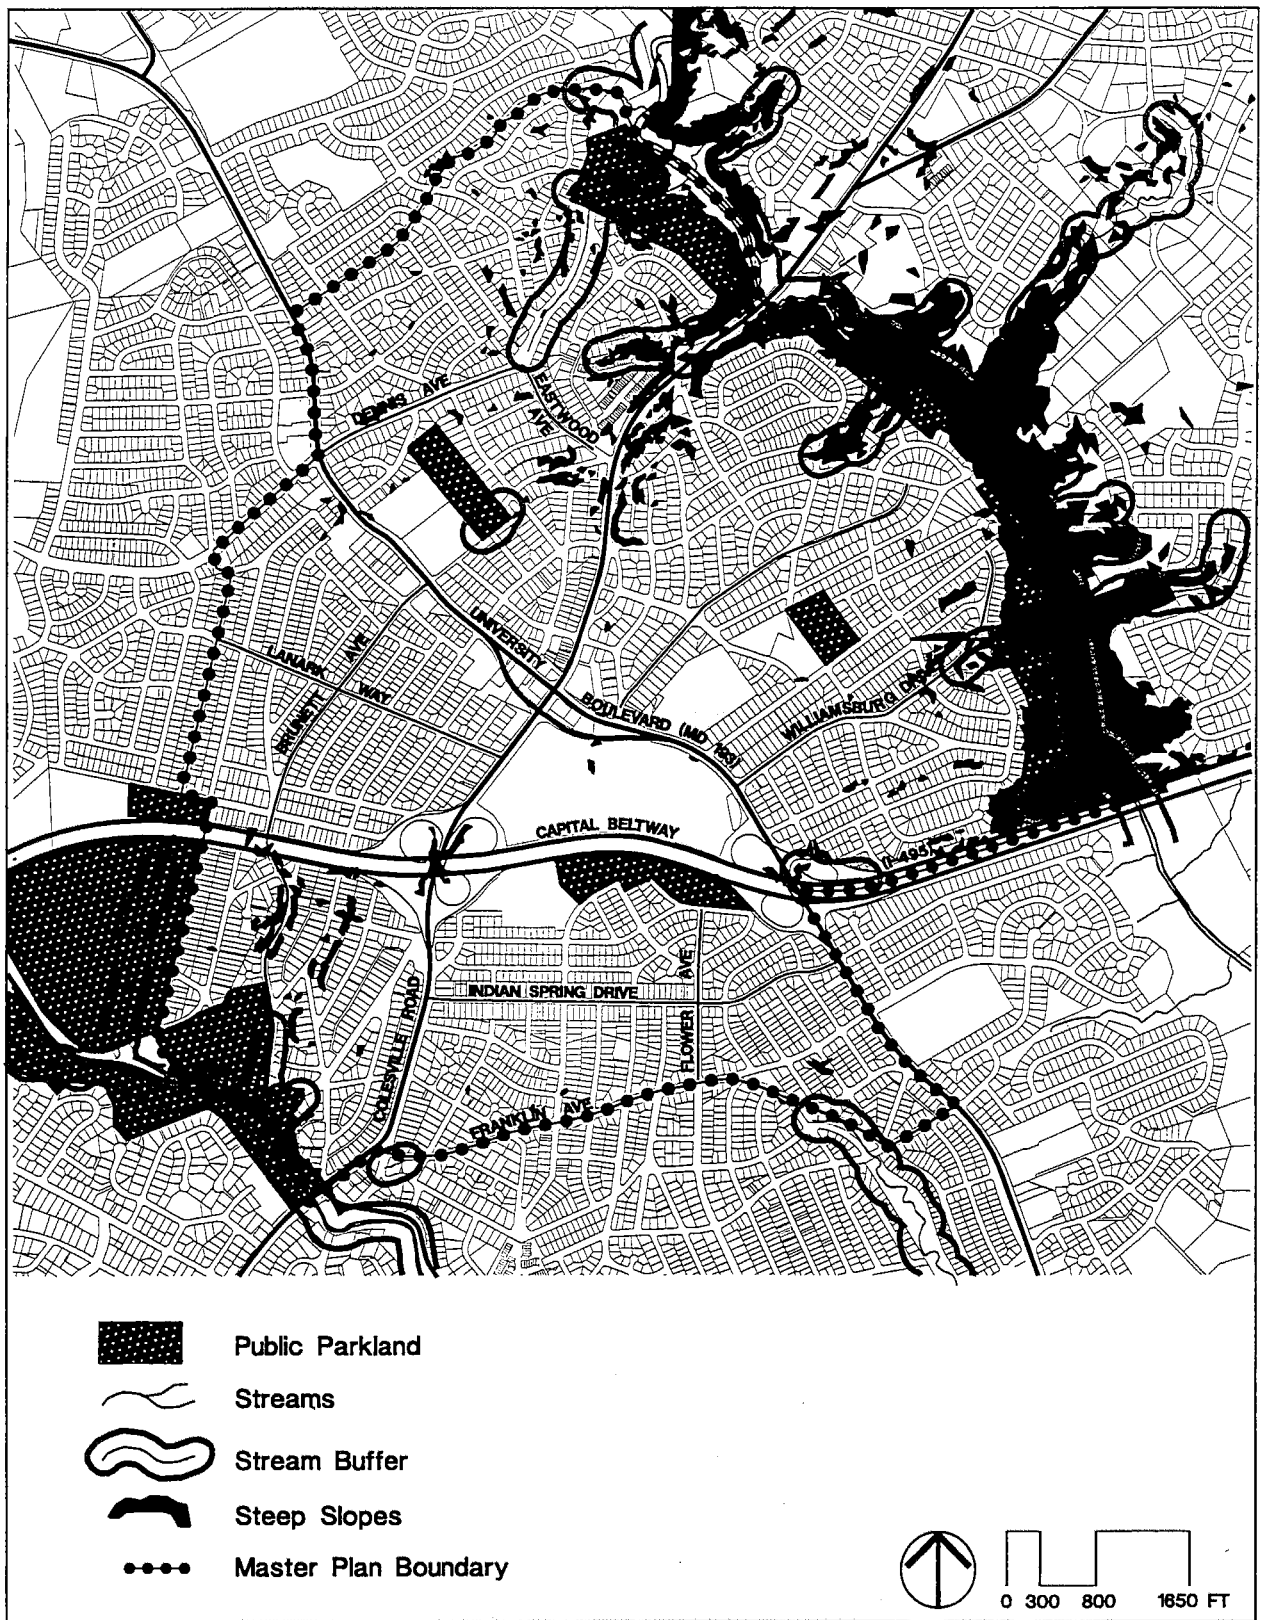 DENNIS AVE
EASTWOOD
AVE
UNIVERSITY
BOULEVARD (MD 193)
LANARK WAY
BRUNETT AVE
WILLIAMSBURG DR
CAPITAL BELTWAY
(I-495)
INDIAN SPRING DRIVE
FLOWER AVE
COLESVILLE ROAD
FRANKLIN AVE
Public Parkland
Streams
Stream Buffer
Steep Slopes
Master Plan Boundary
0 300 800 1650 FT